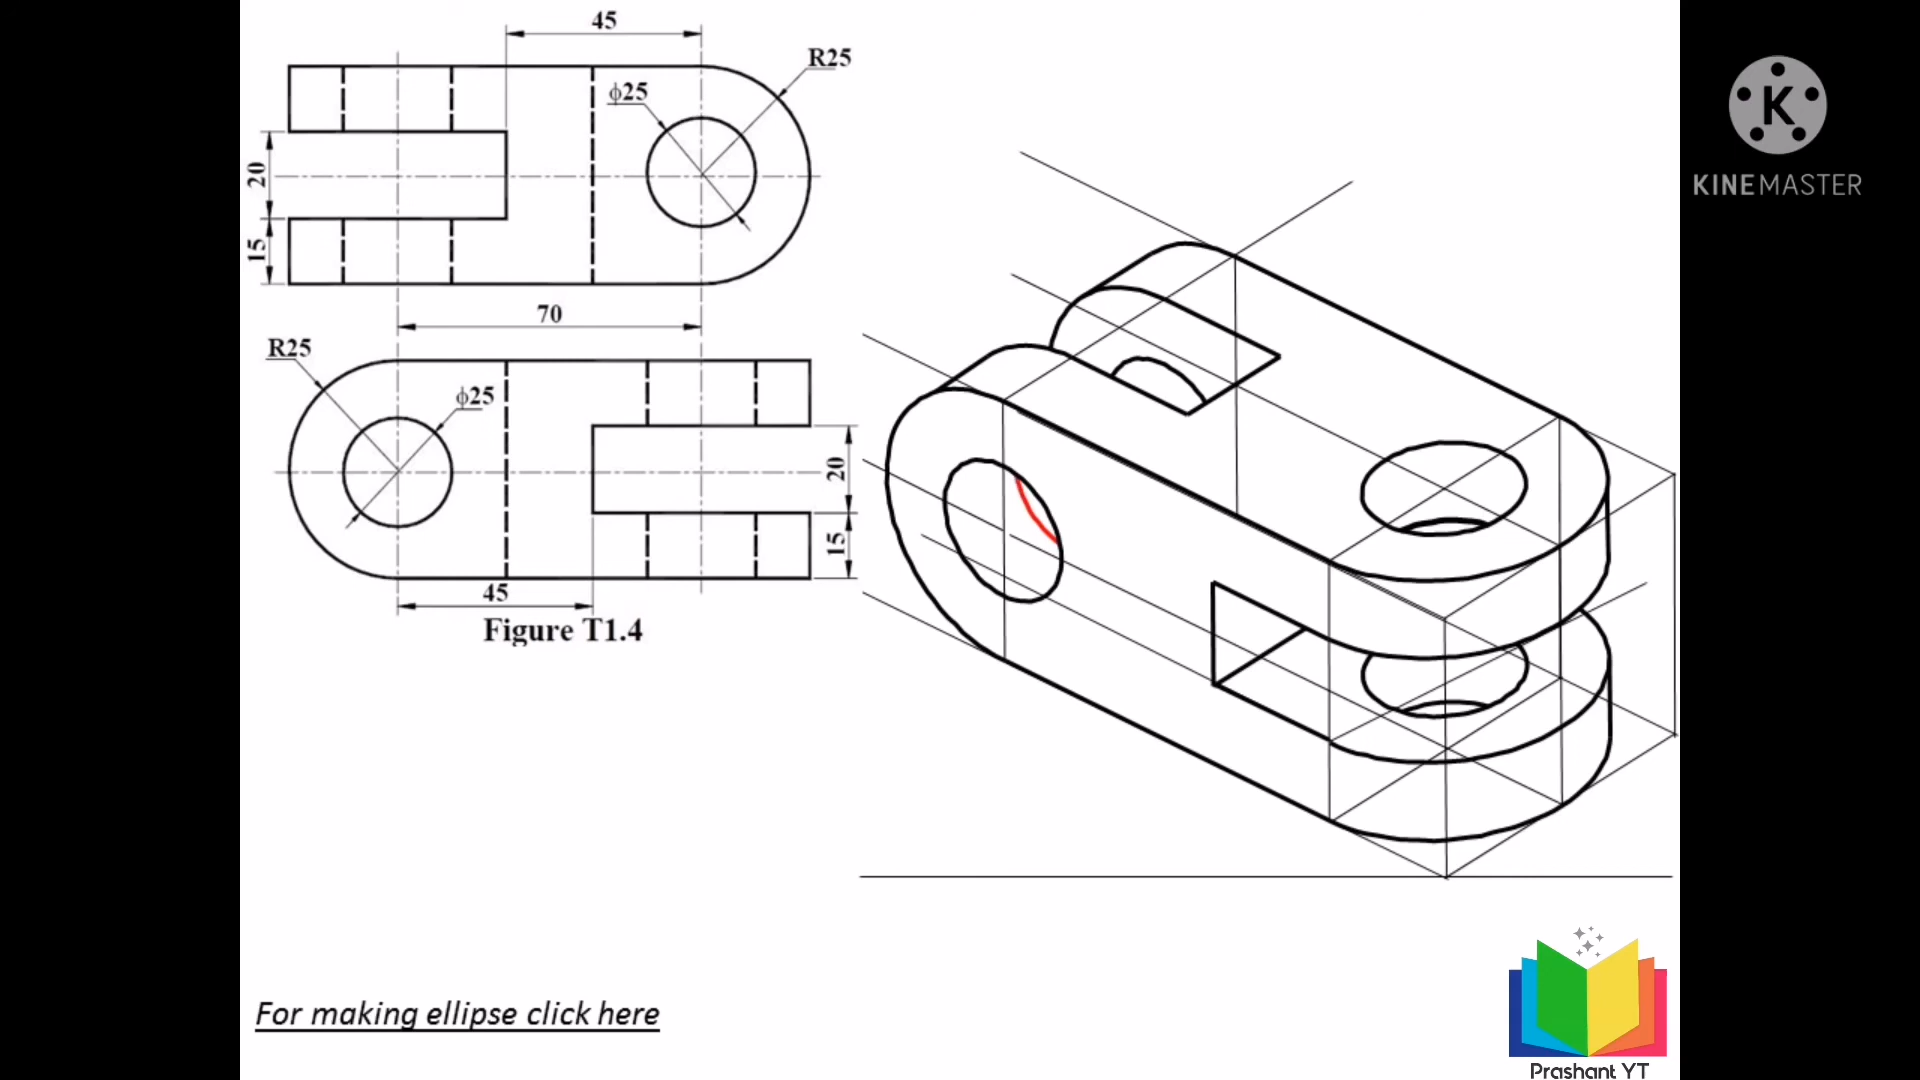 45
R25
ϕ25
20
15
70
R25
ϕ25
20
15
45
Figure T1.4
K
KINEMASTER
For making ellipse click here
Prashant YT